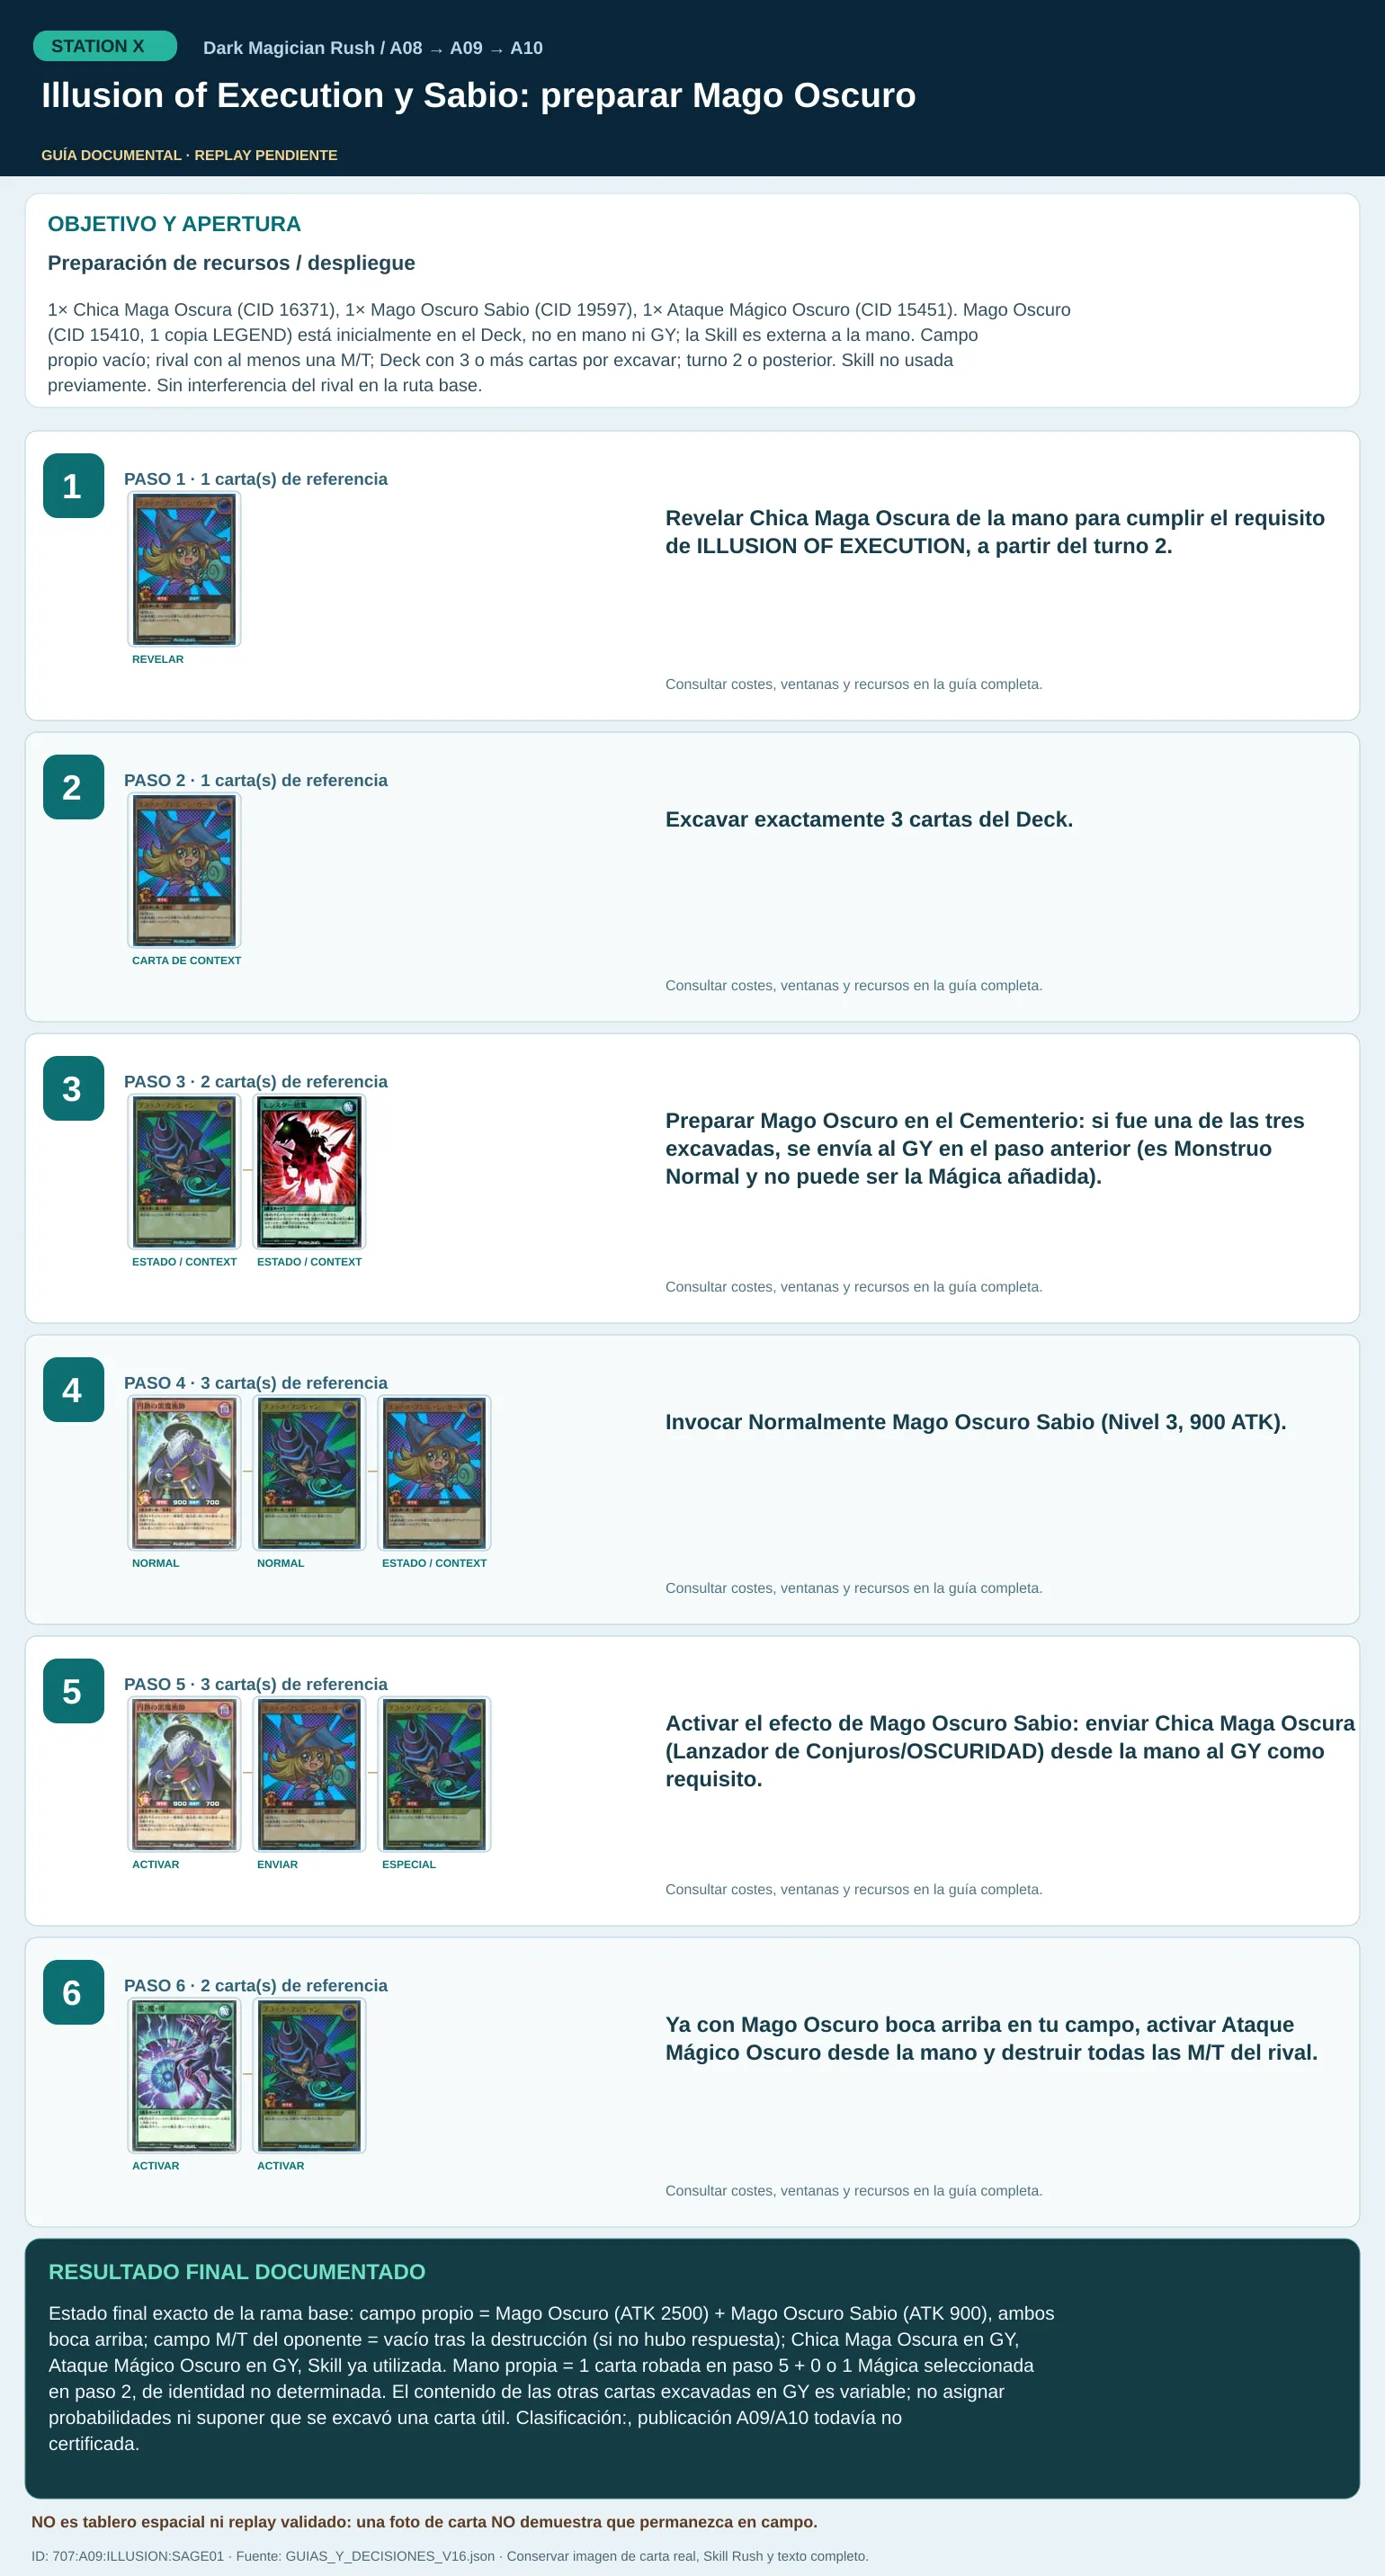 STATION X
Dark Magician Rush / A08 → A09 → A10
Illusion of Execution y Sabio: preparar Mago Oscuro
GUÍA DOCUMENTAL · REPLAY PENDIENTE
OBJETIVO Y APERTURA
Preparación de recursos / despliegue
1× Chica Maga Oscura (CID 16371), 1× Mago Oscuro Sabio (CID 19597), 1× Ataque Mágico Oscuro (CID 15451). Mago Oscuro
(CID 15410, 1 copia LEGEND) está inicialmente en el Deck, no en mano ni GY; la Skill es externa a la mano. Campo
propio vacío; rival con al menos una M/T; Deck con 3 o más cartas por excavar; turno 2 o posterior. Skill no usada
previamente. Sin interferencia del rival en la ruta base.
1
PASO 1 · 1 carta(s) de referencia
REVELAR
Revelar Chica Maga Oscura de la mano para cumplir el requisito
de ILLUSION OF EXECUTION, a partir del turno 2.
Consultar costes, ventanas y recursos en la guía completa.
2
PASO 2 · 1 carta(s) de referencia
CARTA DE CONTEXT
Excavar exactamente 3 cartas del Deck.
Consultar costes, ventanas y recursos en la guía completa.
3
PASO 3 · 2 carta(s) de referencia
ESTADO / CONTEXT
ESTADO / CONTEXT
Preparar Mago Oscuro en el Cementerio: si fue una de las tres
excavadas, se envía al GY en el paso anterior (es Monstruo
Normal y no puede ser la Mágica añadida).
Consultar costes, ventanas y recursos en la guía completa.
4
PASO 4 · 3 carta(s) de referencia
900 700
NORMAL
NORMAL
ESTADO / CONTEXT
Invocar Normalmente Mago Oscuro Sabio (Nivel 3, 900 ATK).
Consultar costes, ventanas y recursos en la guía completa.
5
PASO 5 · 3 carta(s) de referencia
900 700
ACTIVAR
ENVIAR
ESPECIAL
Activar el efecto de Mago Oscuro Sabio: enviar Chica Maga Oscura
(Lanzador de Conjuros/OSCURIDAD) desde la mano al GY como
requisito.
Consultar costes, ventanas y recursos en la guía completa.
6
PASO 6 · 2 carta(s) de referencia
ACTIVAR
ACTIVAR
Ya con Mago Oscuro boca arriba en tu campo, activar Ataque
Mágico Oscuro desde la mano y destruir todas las M/T del rival.
Consultar costes, ventanas y recursos en la guía completa.
RESULTADO FINAL DOCUMENTADO
Estado final exacto de la rama base: campo propio = Mago Oscuro (ATK 2500) + Mago Oscuro Sabio (ATK 900), ambos
boca arriba; campo M/T del oponente = vacío tras la destrucción (si no hubo respuesta); Chica Maga Oscura en GY,
Ataque Mágico Oscuro en GY, Skill ya utilizada. Mano propia = 1 carta robada en paso 5 + 0 o 1 Mágica seleccionada
en paso 2, de identidad no determinada. El contenido de las otras cartas excavadas en GY es variable; no asignar
probabilidades ni suponer que se excavó una carta útil. Clasificación:, publicación A09/A10 todavía no
certificada.
NO es tablero espacial ni replay validado: una foto de carta NO demuestra que permanezca en campo.
ID: 707:A09:ILLUSION:SAGE01 · Fuente: GUIAS_Y_DECISIONES_V16.json · Conservar imagen de carta real, Skill Rush y texto completo.